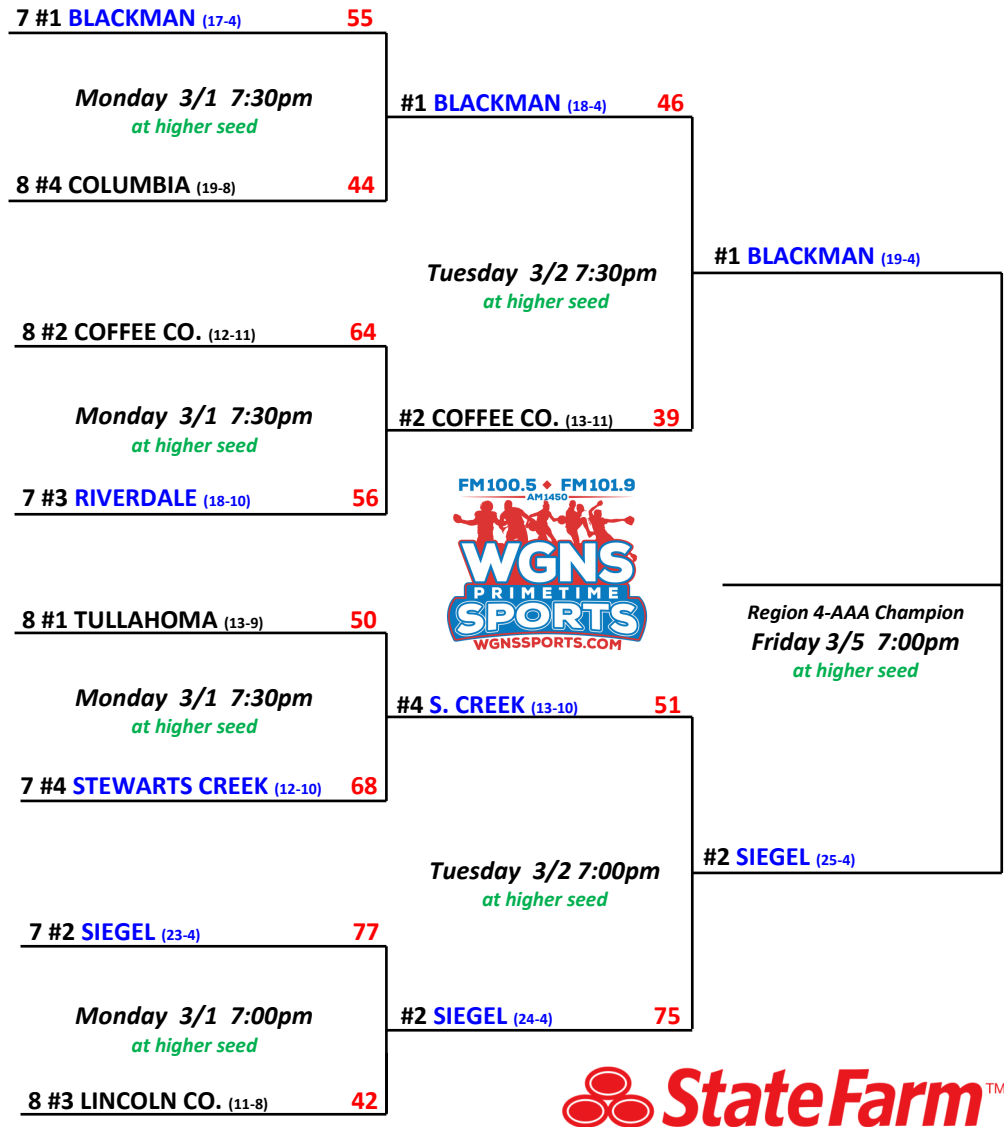 7 #1 BLACKMAN (17-4) 55
Monday 3/1 7:30pm
at higher seed
#1 BLACKMAN (18-4) 46
8 #4 COLUMBIA (19-8) 44
#1 BLACKMAN (19-4)
Tuesday 3/2 7:30pm
at higher seed
8 #2 COFFEE CO. (12-11) 64
Monday 3/1 7:30pm
at higher seed
#2 COFFEE CO. (13-11) 39
7 #3 RIVERDALE (18-10) 56
FM100.5 ♦ FM101.9
AM1450
WGNS
PRIMETIME
SPORTS
WGNSSPORTS.COM
Region 4-AAA Champion
Friday 3/5 7:00pm
at higher seed
8 #1 TULLAHOMA (13-9) 50
Monday 3/1 7:30pm
at higher seed
#4 S. CREEK (13-10) 51
7 #4 STEWARTS CREEK (12-10) 68
Tuesday 3/2 7:00pm
at higher seed
#2 SIEGEL (25-4)
7 #2 SIEGEL (23-4) 77
Monday 3/1 7:00pm
at higher seed
#2 SIEGEL (24-4) 75
8 #3 LINCOLN CO. (11-8) 42
State Farm™